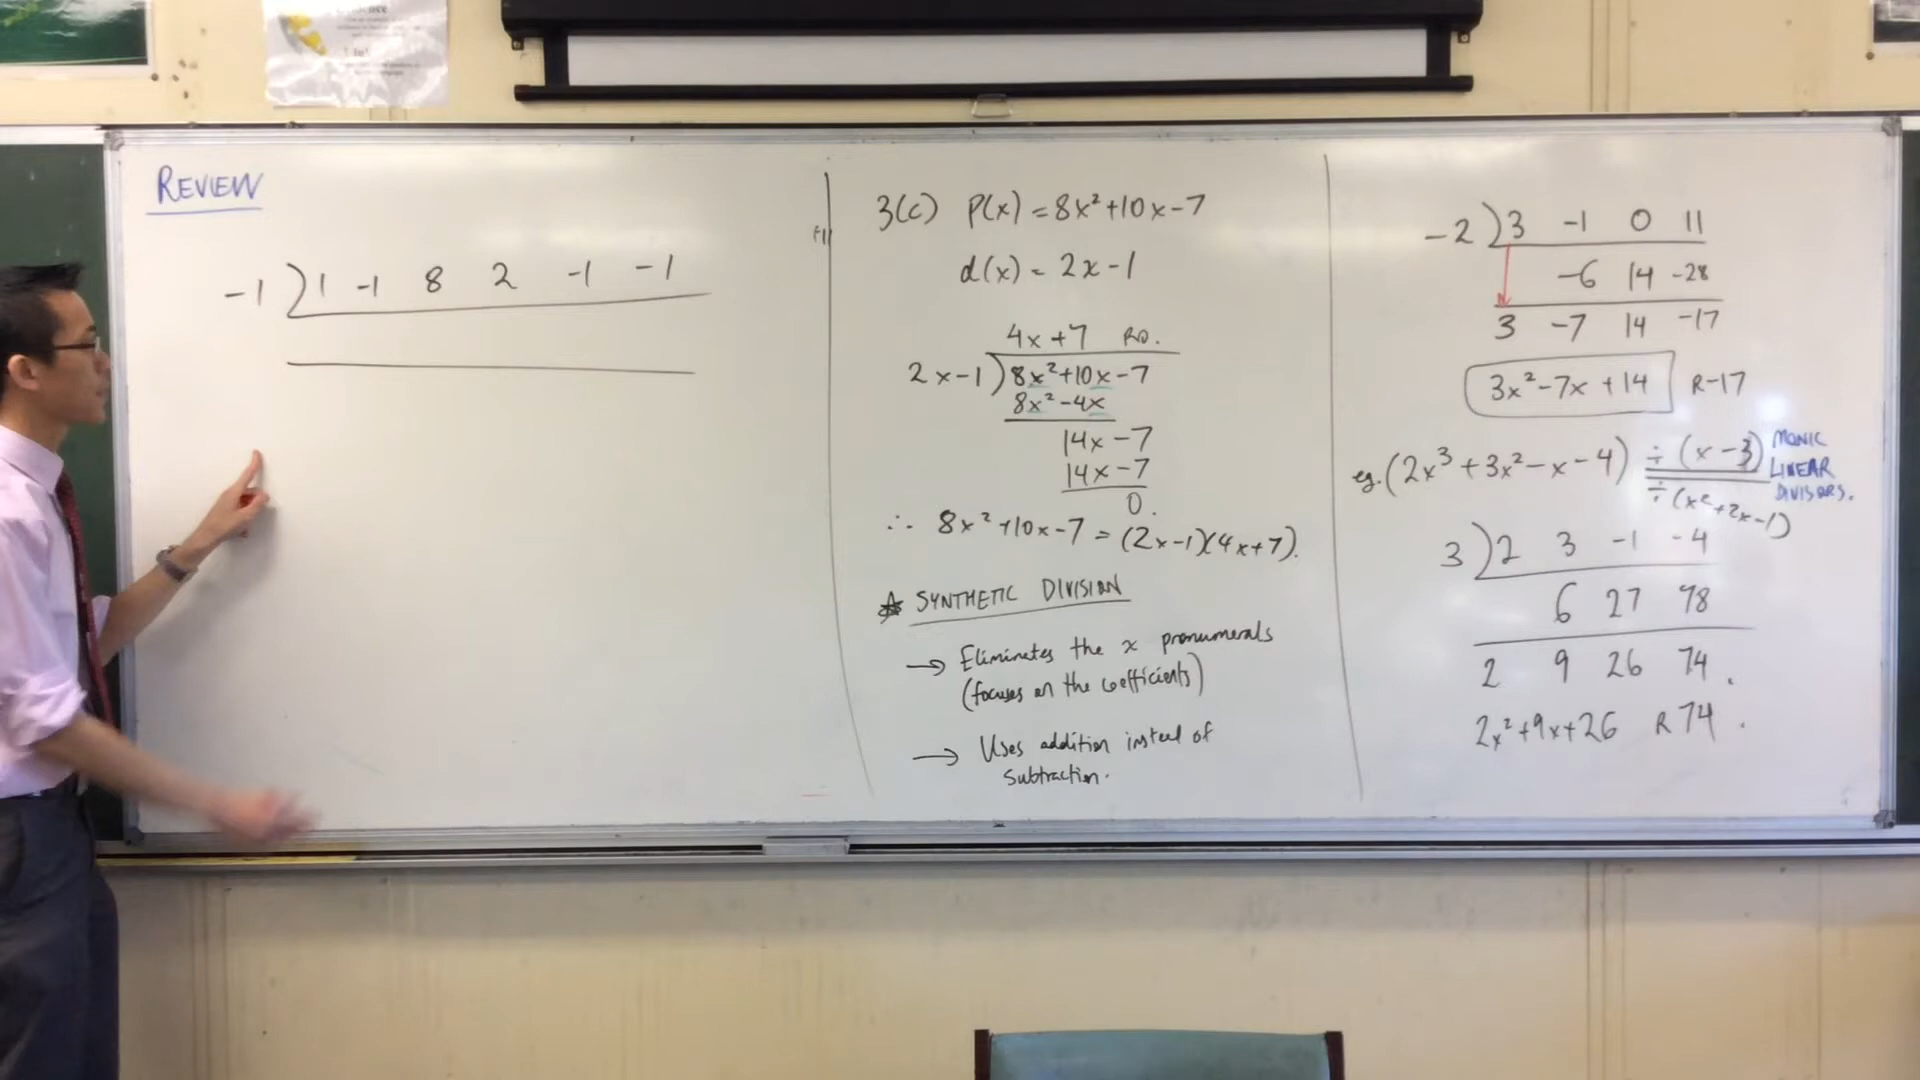 REVIEW
-1 ) 1 -1 8 2 -1 -1
3(c) P(x) = 8x² + 10x - 7
d(x) = 2x - 1
4x + 7 R0.
2x - 1 ) 8x² + 10x - 7
8x² - 4x
14x - 7
14x - 7
0.
∴ 8x² + 10x - 7 = (2x - 1)(4x + 7).
SYNTHETIC DIVISION
→ Eliminates the x pronumerals
(focuses on the coefficients)
→ Uses addition instead of
subtraction.
-2 ) 3 -1 0 11
-6 14 -28
3 -7 14 -17
3x² - 7x + 14 R-17
eg. (2x³ + 3x² - x - 4) ÷ (x - 3)
÷ (x² + 2x - 1)
MONIC
LINEAR
DIVISORS.
3 ) 2 3 -1 -4
6 27 78
2 9 26 74.
2x² + 9x + 26 R 74.